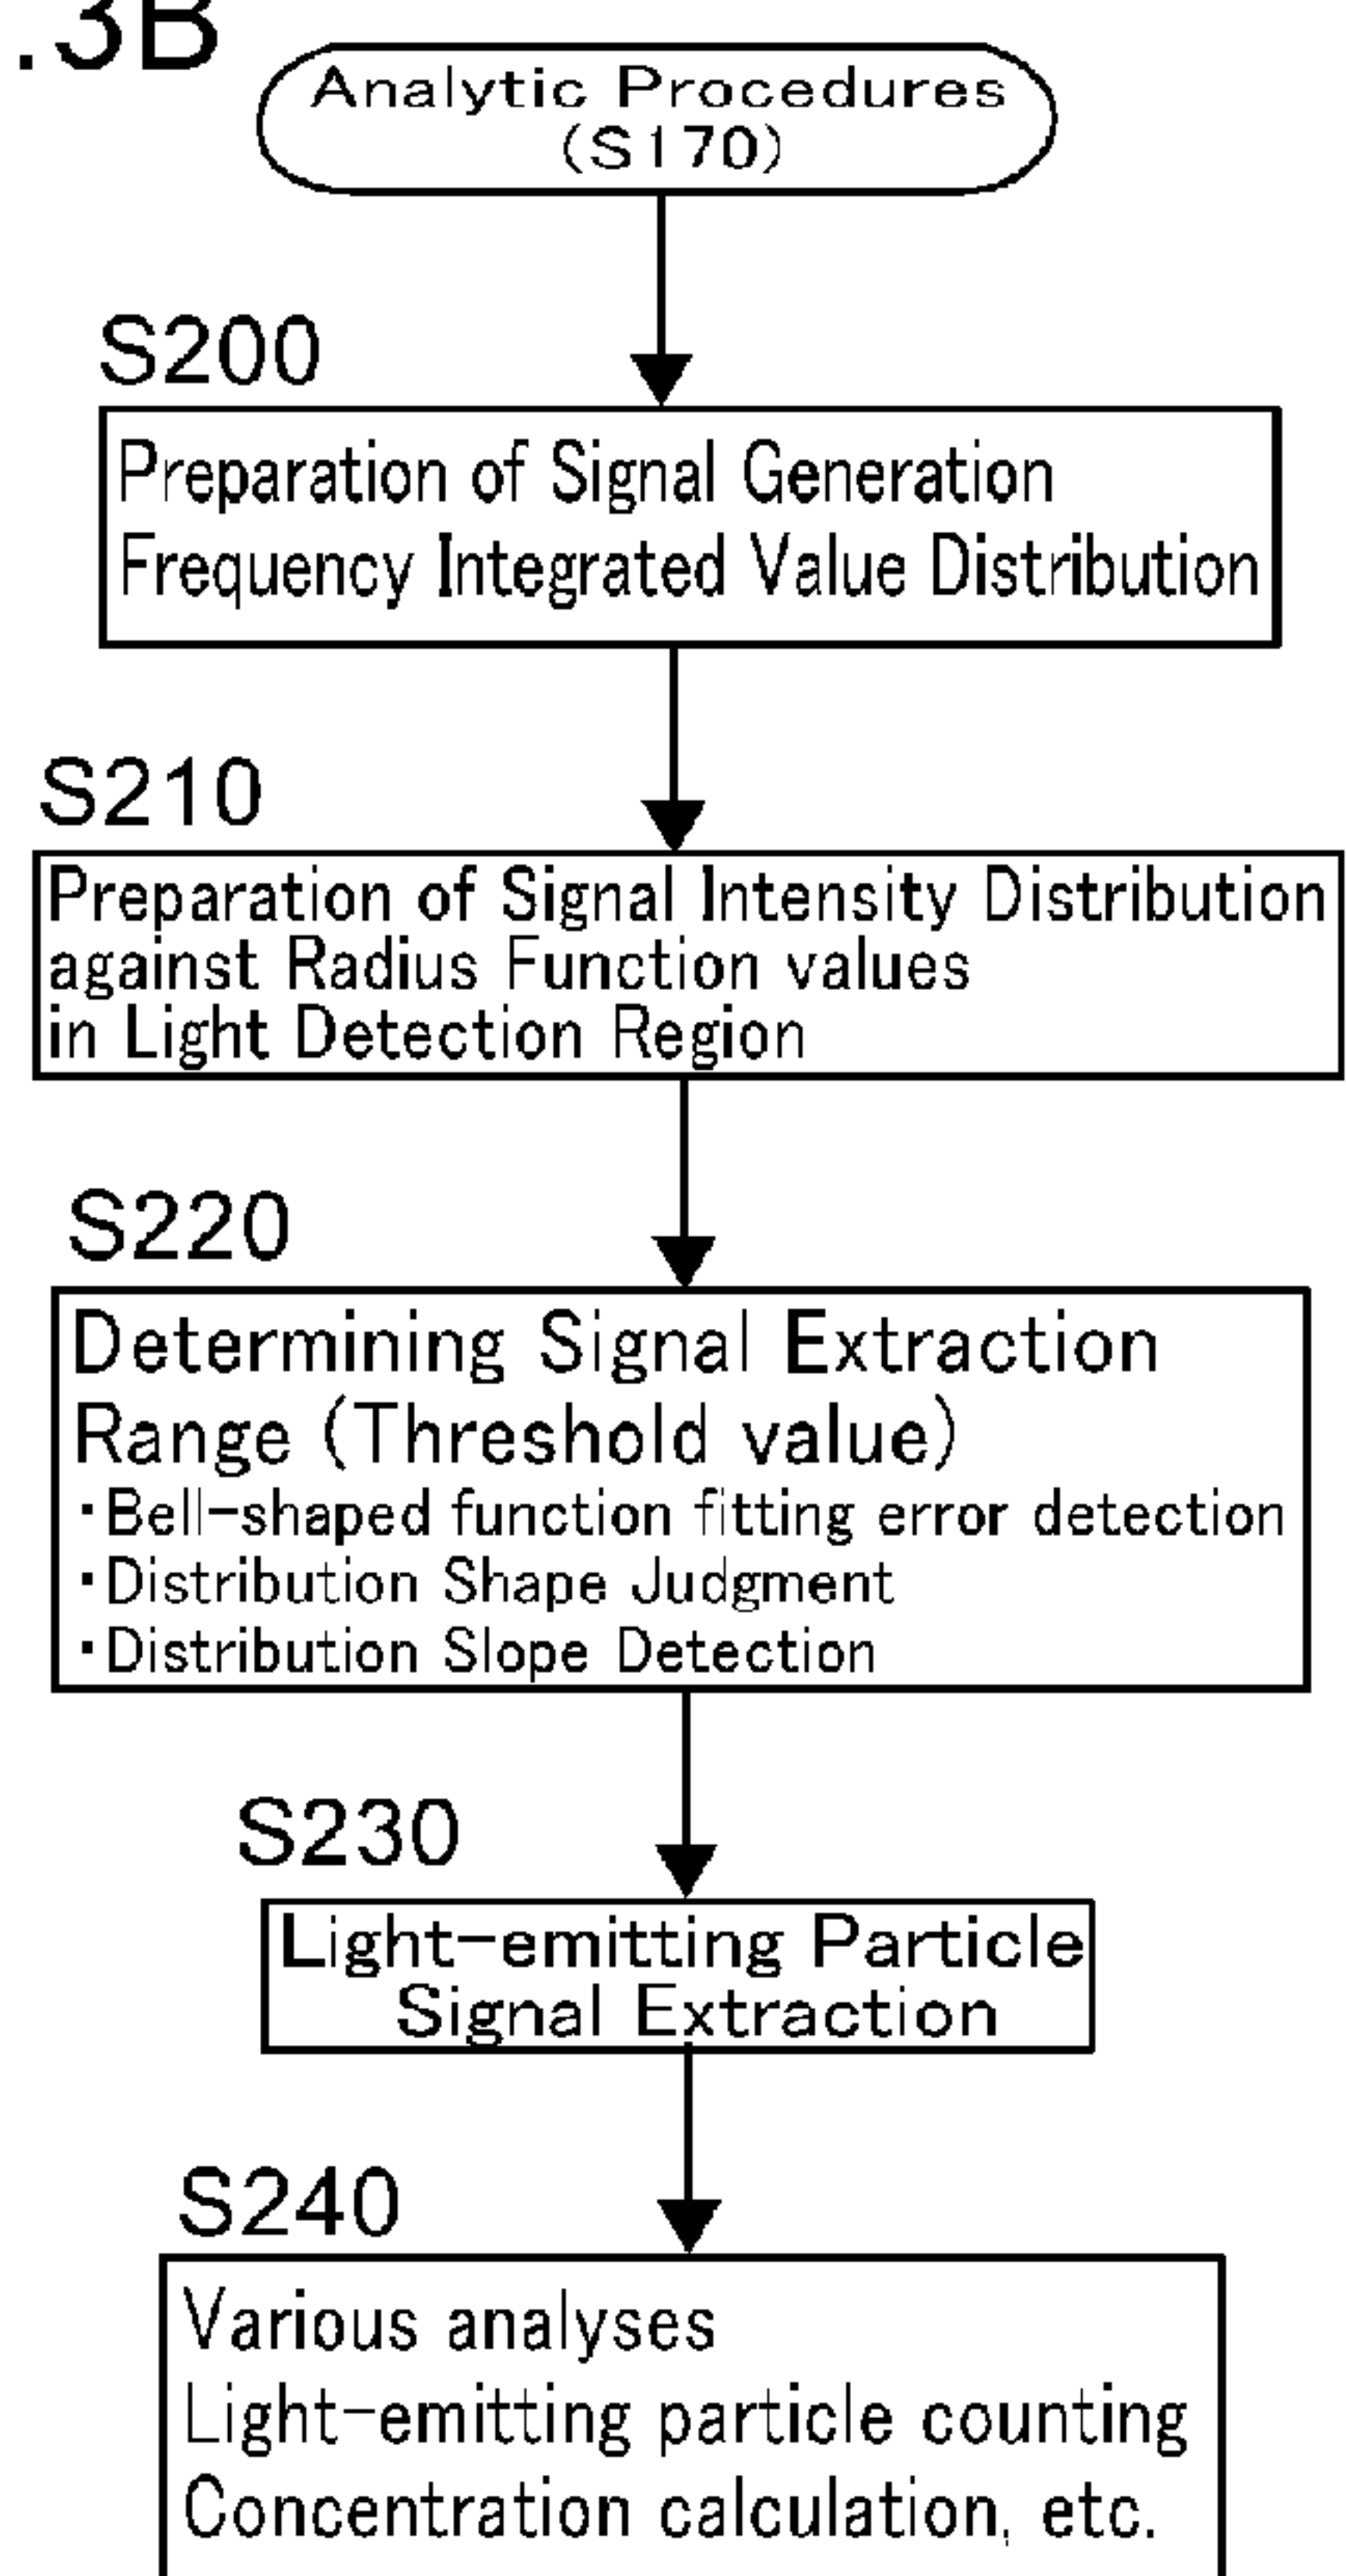 .3B
Analytic Procedures
(S170)
S200
Preparation of Signal Generation
Frequency Integrated Value Distribution
S210
Preparation of Signal Intensity Distribution
against Radius Function values
in Light Detection Region
S220
Determining Signal Extraction
Range (Threshold value)
・Bell-shaped function fitting error detection
・Distribution Shape Judgment
・Distribution Slope Detection
S230
Light-emitting Particle
Signal Extraction
S240
Various analyses
Light-emitting particle counting
Concentration calculation, etc.